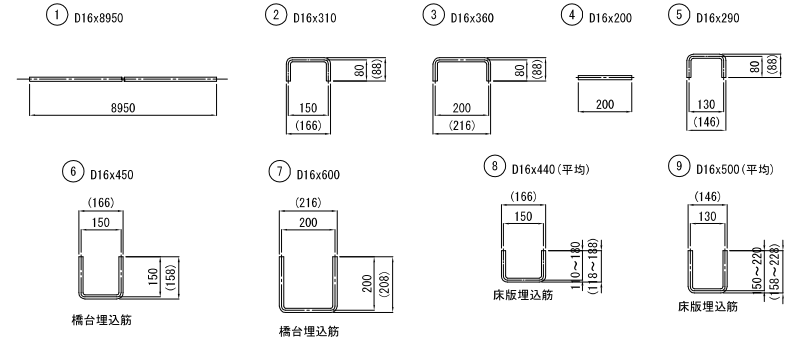 1 D16x8950
8950
2 D16x310
80
(88)
150
(166)
3 D16x360
80
(88)
200
(216)
4 D16x200
200
5 D16x290
80
(88)
130
(146)
6 D16x450
(166)
150
150
(158)
橋台埋込筋
7 D16x600
(216)
200
200
(208)
橋台埋込筋
8 D16x440(平均)
(166)
150
110～180
(118～188)
床版埋込筋
9 D16x500(平均)
(146)
130
150～220
(158～228)
床版埋込筋